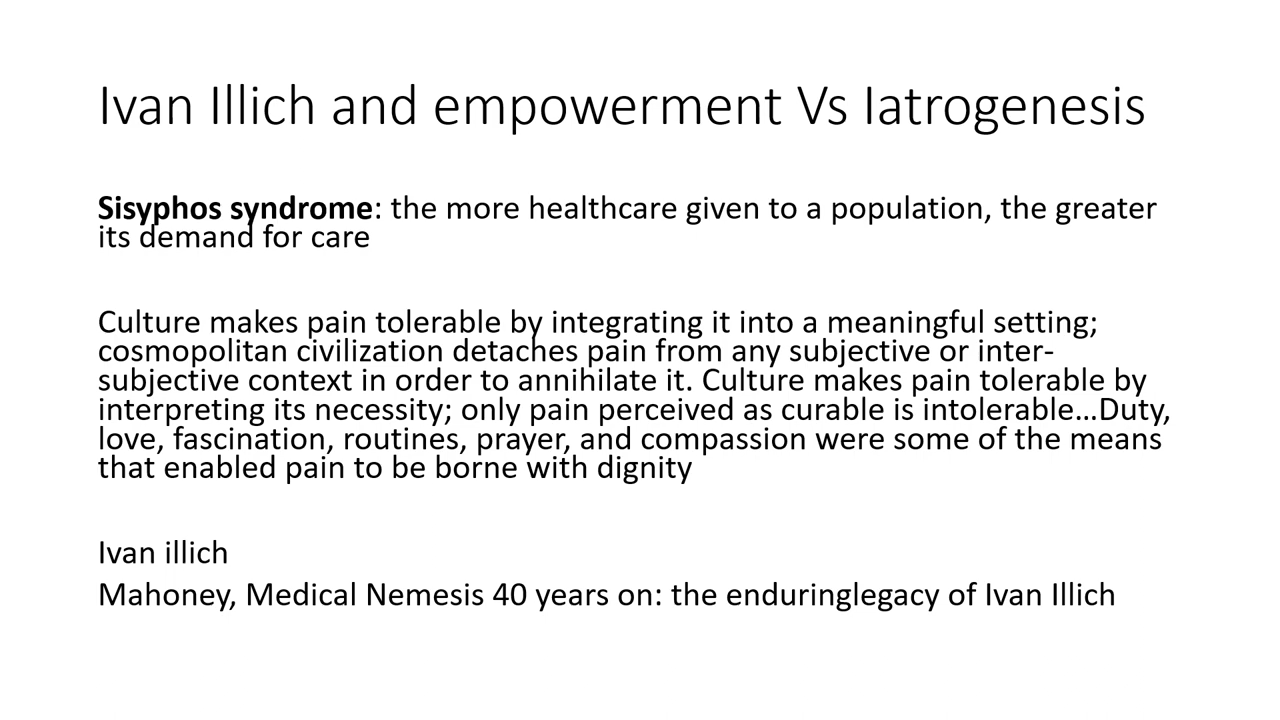 Ivan Illich and empowerment Vs Iatrogenesis
Sisyphos syndrome: the more healthcare given to a population, the greater
its demand for care
Culture makes pain tolerable by integrating it into a meaningful setting;
cosmopolitan civilization detaches pain from any subjective or inter-
subjective context in order to annihilate it. Culture makes pain tolerable by
interpreting its necessity; only pain perceived as curable is intolerable…Duty,
love, fascination, routines, prayer, and compassion were some of the means
that enabled pain to be borne with dignity
Ivan illich
Mahoney, Medical Nemesis 40 years on: the enduringlegacy of Ivan Illich